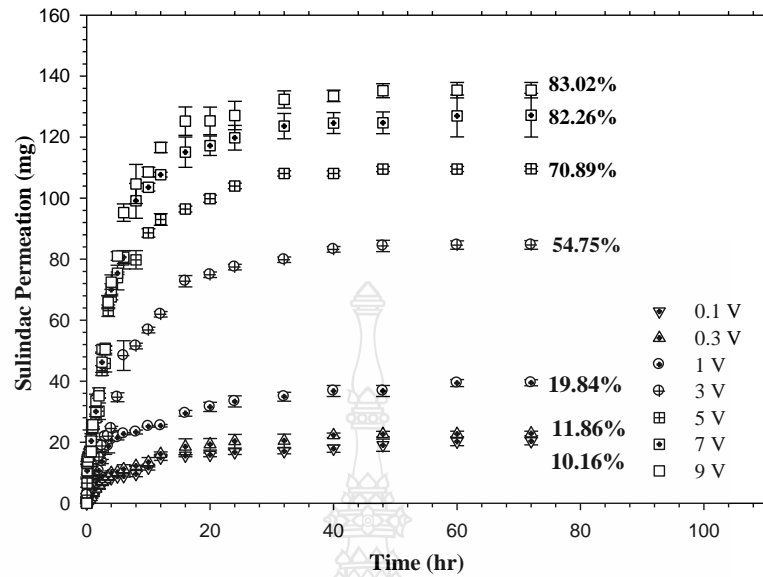 160
140
120
100
80
60
40
20
0
Sulindac Permeation (mg)
83.02%
82.26%
70.89%
54.75%
19.84%
11.86%
10.16%
0.1 V
0.3 V
1 V
3 V
5 V
7 V
9 V
0 20 40 60 80 100
Time (hr)